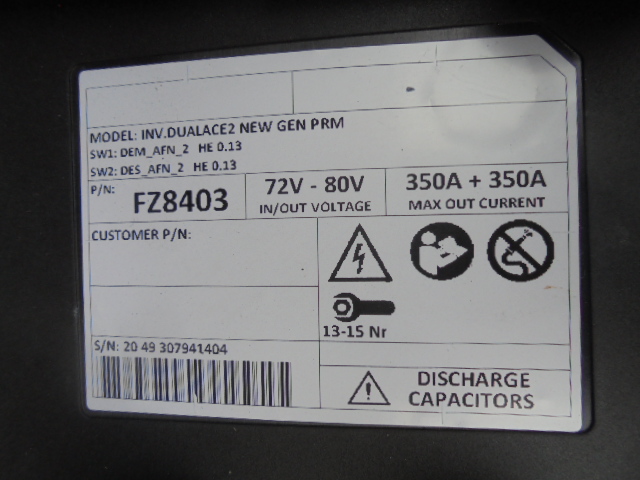 MODEL: INV.DUALACE2 NEW GEN PRM
SW1: DEM_AFN_2 HE 0.13
SW2: DES_AFN_2 HE 0.13
P/N:
FZ8403
72V - 80V
IN/OUT VOLTAGE
350A + 350A
MAX OUT CURRENT
CUSTOMER P/N:
13-15 Nr
S/N: 20 49 307941404
DISCHARGE
CAPACITORS